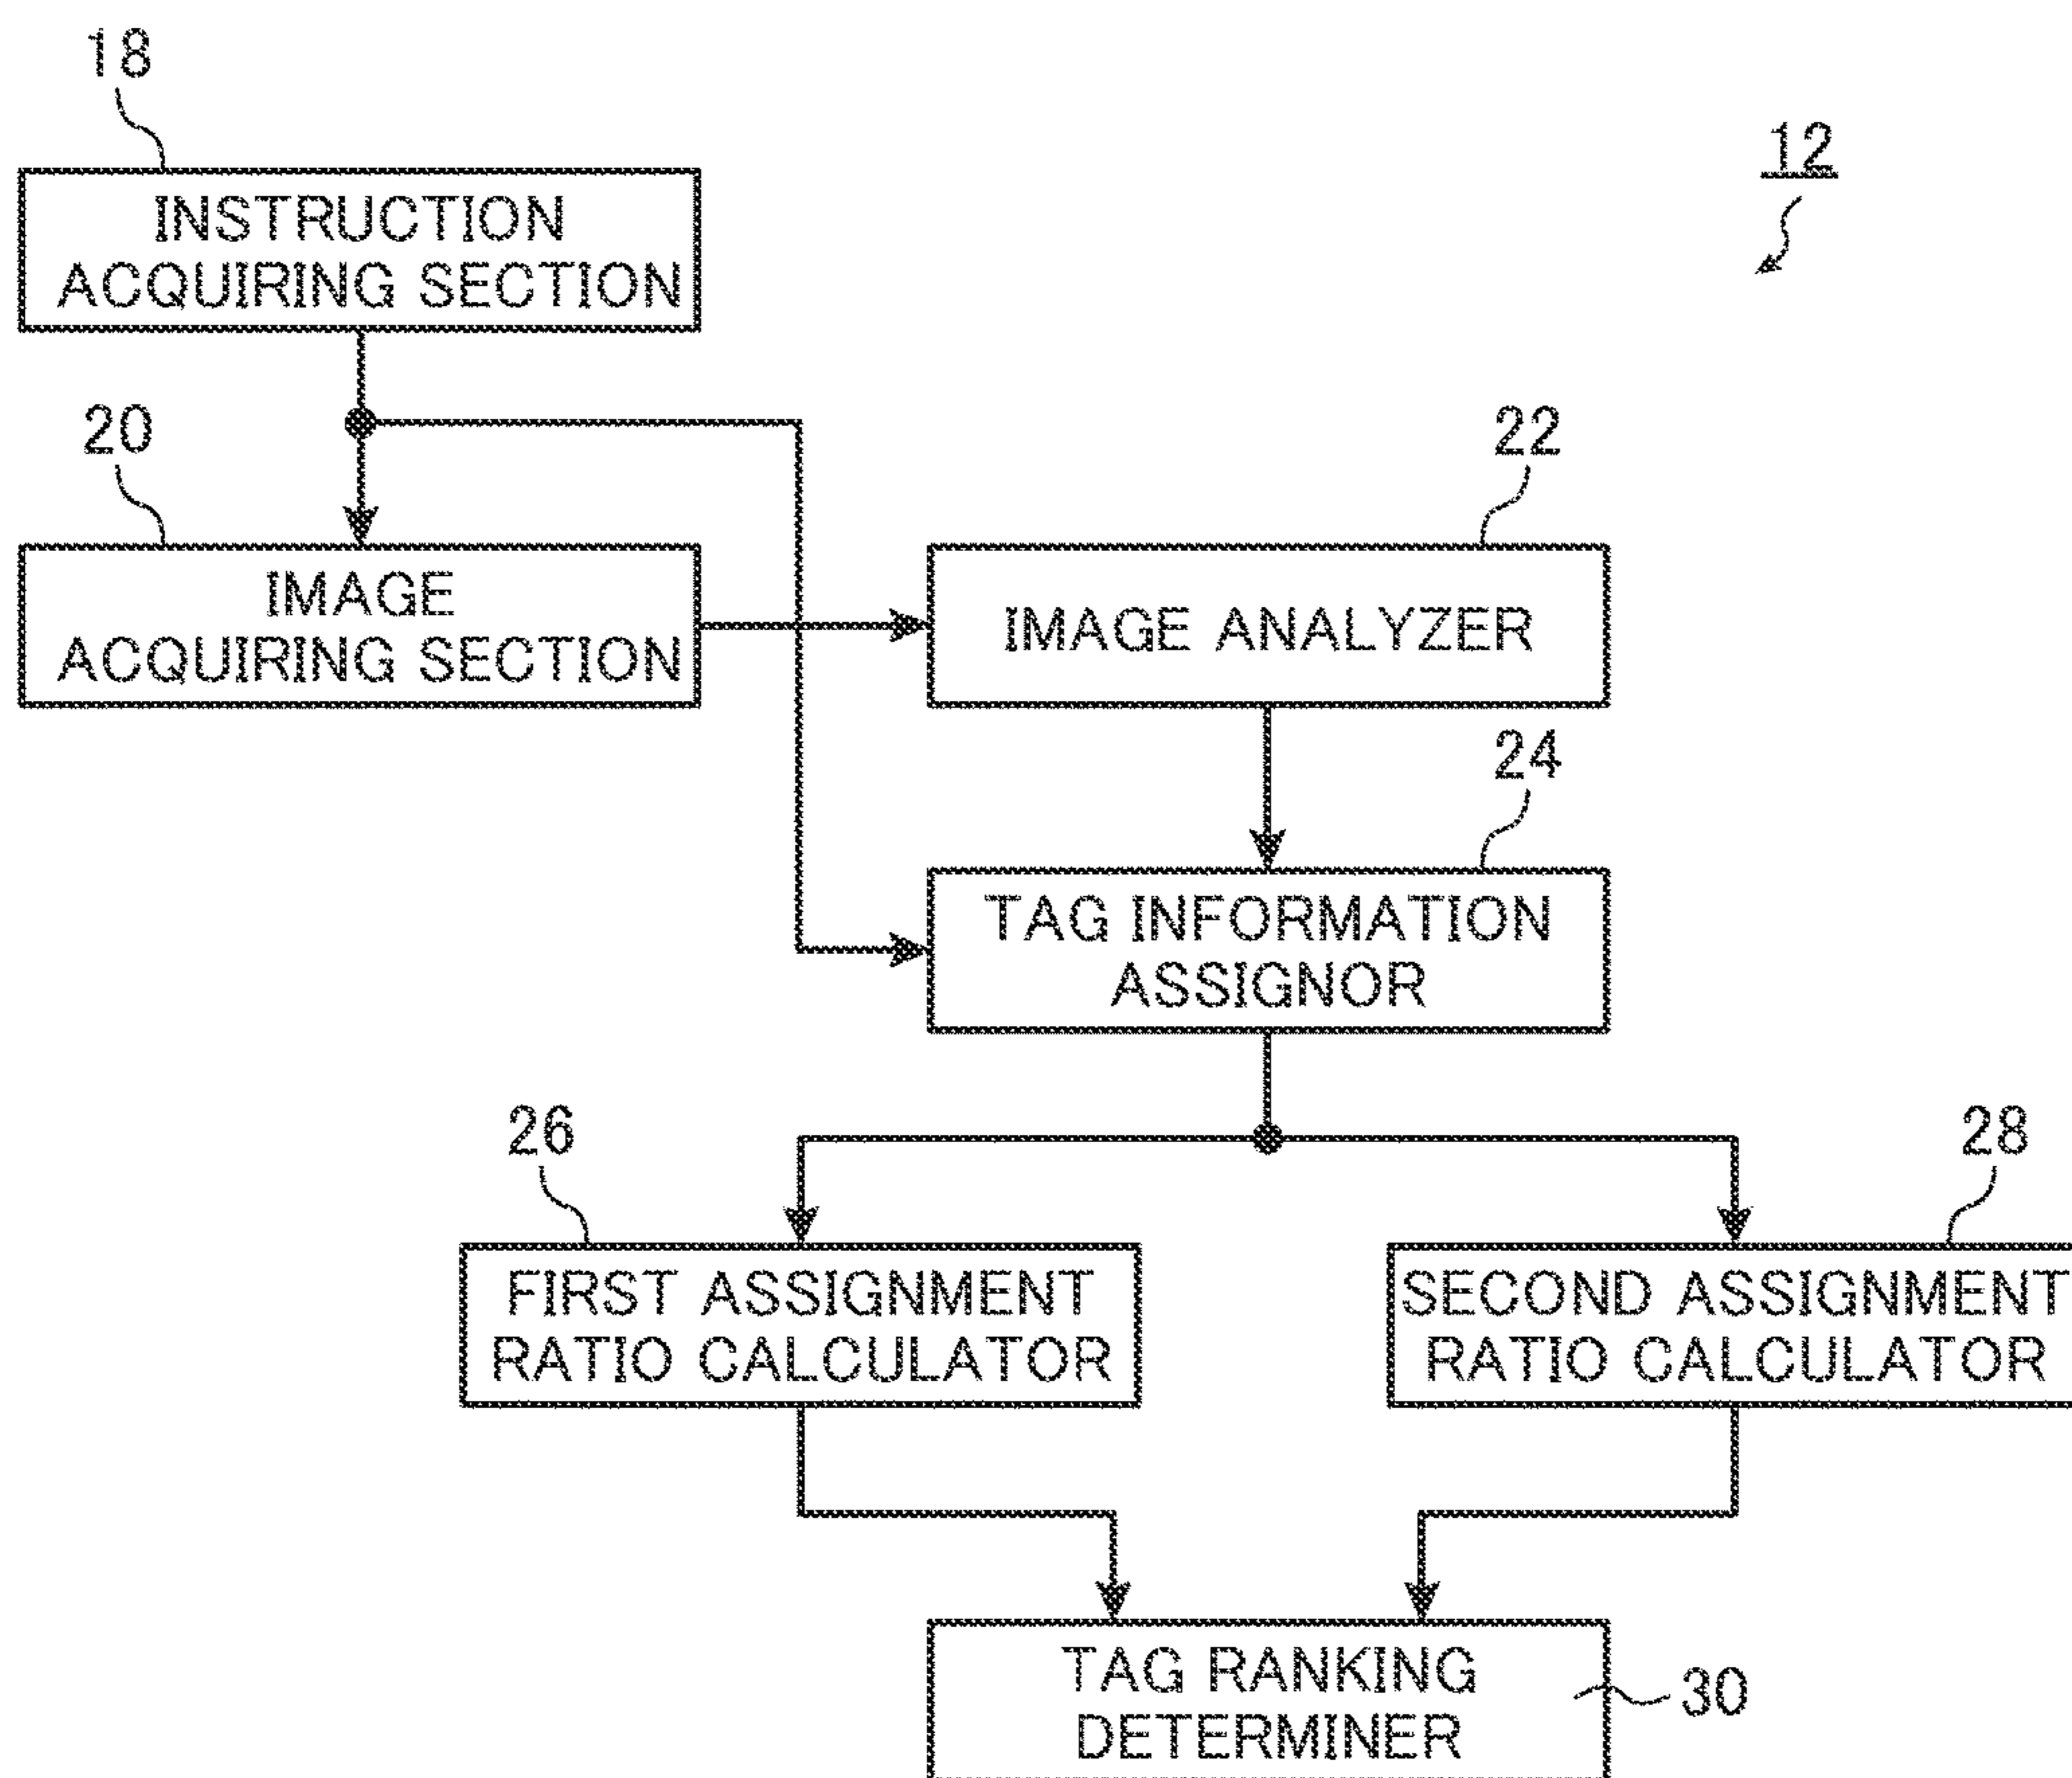 18
12
INSTRUCTION
ACQUIRING SECTION
20
22
IMAGE
ACQUIRING SECTION
IMAGE ANALYZER
24
TAG INFORMATION
ASSIGNOR
26
28
FIRST ASSIGNMENT
RATIO CALCULATOR
SECOND ASSIGNMENT
RATIO CALCULATOR
TAG RANKING
DETERMINER
30